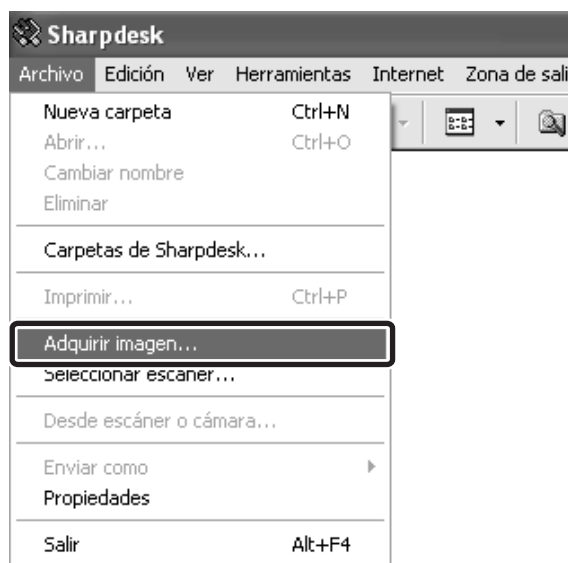 Sharpdesk
Archivo Edición Ver Herramientas Internet Zona de sali
Nueva carpeta Ctrl+N
Abrir... Ctrl+O
Cambiar nombre
Eliminar
Carpetas de Sharpdesk...
Imprimir... Ctrl+P
Adquirir imagen...
Seleccionar escáner...
Desde escáner o cámara...
Enviar como
Propiedades
Salir Alt+F4